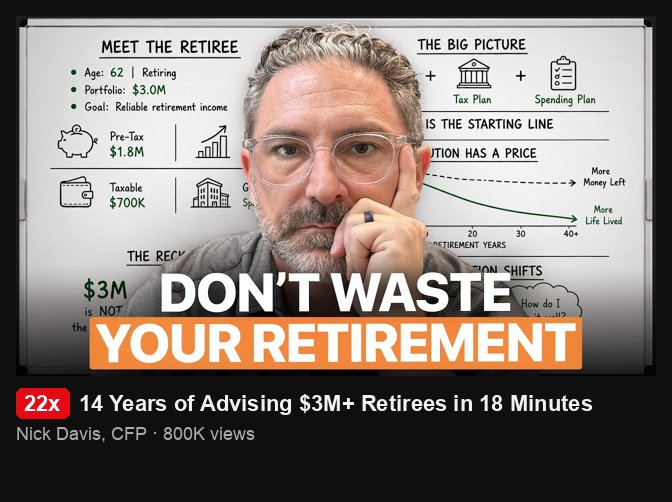 MEET THE RETIREE
Age: 62 | Retiring
Portfolio: $3.0M
Goal: Reliable retirement income
Pre-Tax
$1.8M
Taxable
$700K
THE BIG PICTURE
+
+
Tax Plan
Spending Plan
IS THE STARTING LINE
HAS A PRICE
More
Money Left
More
Life Lived
20 30 40+
RETIREMENT YEARS
SHIFTS
How do I
THE
$3M
is NOT
the
DON'T WASTE
YOUR RETIREMENT
22x 14 Years of Advising $3M+ Retirees in 18 Minutes
Nick Davis, CFP · 800K views